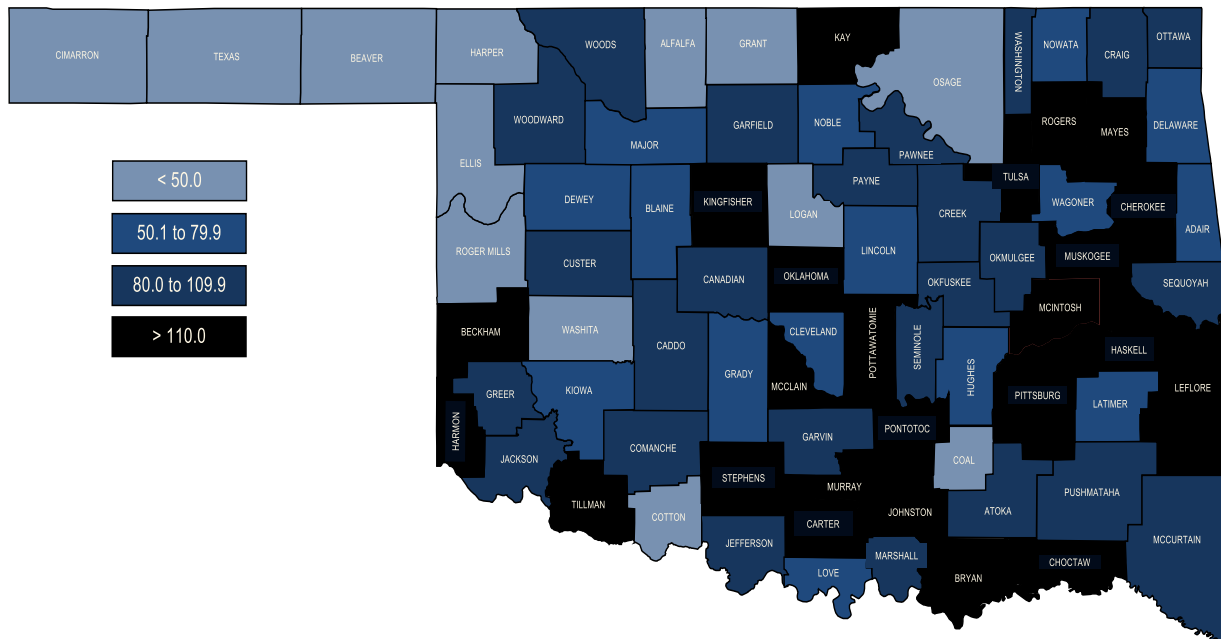 CIMARRON
TEXAS
BEAVER
HARPER
WOODS
ALFALFA
GRANT
KAY
OSAGE
WASHINGTON
NOWATA
CRAIG
OTTAWA
WOODWARD
MAJOR
GARFIELD
NOBLE
PAWNEE
ROGERS
MAYES
DELAWARE
ELLIS
DEWEY
BLAINE
KINGFISHER
LOGAN
PAYNE
CREEK
TULSA
WAGONER
CHEROKEE
ADAIR
< 50.0
50.1 to 79.9
80.0 to 109.9
> 110.0
ROGER MILLS
CUSTER
CANADIAN
OKLAHOMA
LINCOLN
OKFUSKEE
OKMULGEE
MUSKOGEE
SEQUOYAH
MCINTOSH
BECKHAM
WASHITA
CADDO
GRADY
CLEVELAND
MCCLAIN
POTTAWATOMIE
SEMINOLE
HUGHES
HASKELL
PITTSBURG
LATIMER
LEFLORE
GREER
KIOWA
HARMON
JACKSON
COMANCHE
GARVIN
PONTOTOC
COAL
TILLMAN
COTTON
STEPHENS
MURRAY
CARTER
JOHNSTON
ATOKA
PUSHMATAHA
MCCURTAIN
JEFFERSON
LOVE
MARSHALL
BRYAN
CHOCTAW